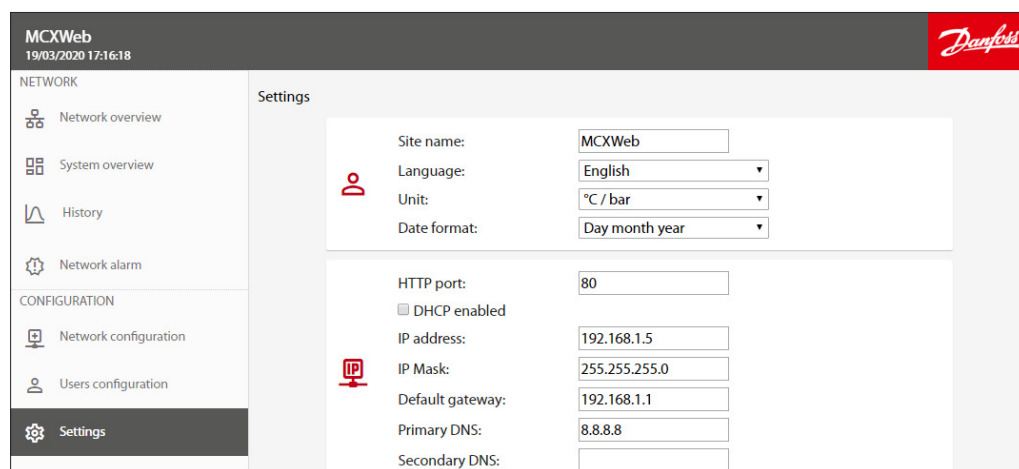 MCXWeb
19/03/2020 17:16:18
Danfoss
NETWORK
Network overview
System overview
History
Network alarm
CONFIGURATION
Network configuration
Users configuration
Settings
Settings
Site name: MCXWeb
Language: English
Unit: °C / bar
Date format: Day month year
HTTP port: 80
DHCP enabled
IP
IP address: 192.168.1.5
IP Mask: 255.255.255.0
Default gateway: 192.168.1.1
Primary DNS: 8.8.8.8
Secondary DNS: